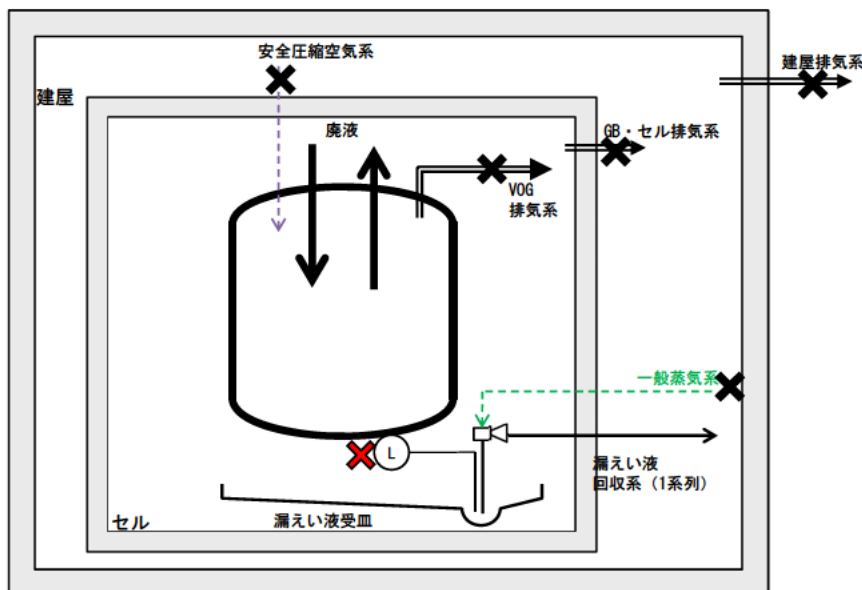 安全圧縮空気系
建屋排気系
建屋
廃液
GB・セル排気系
VOG
排気系
一般蒸気系
L
漏えい液
回収系（1系列）
漏えい液受皿
セル